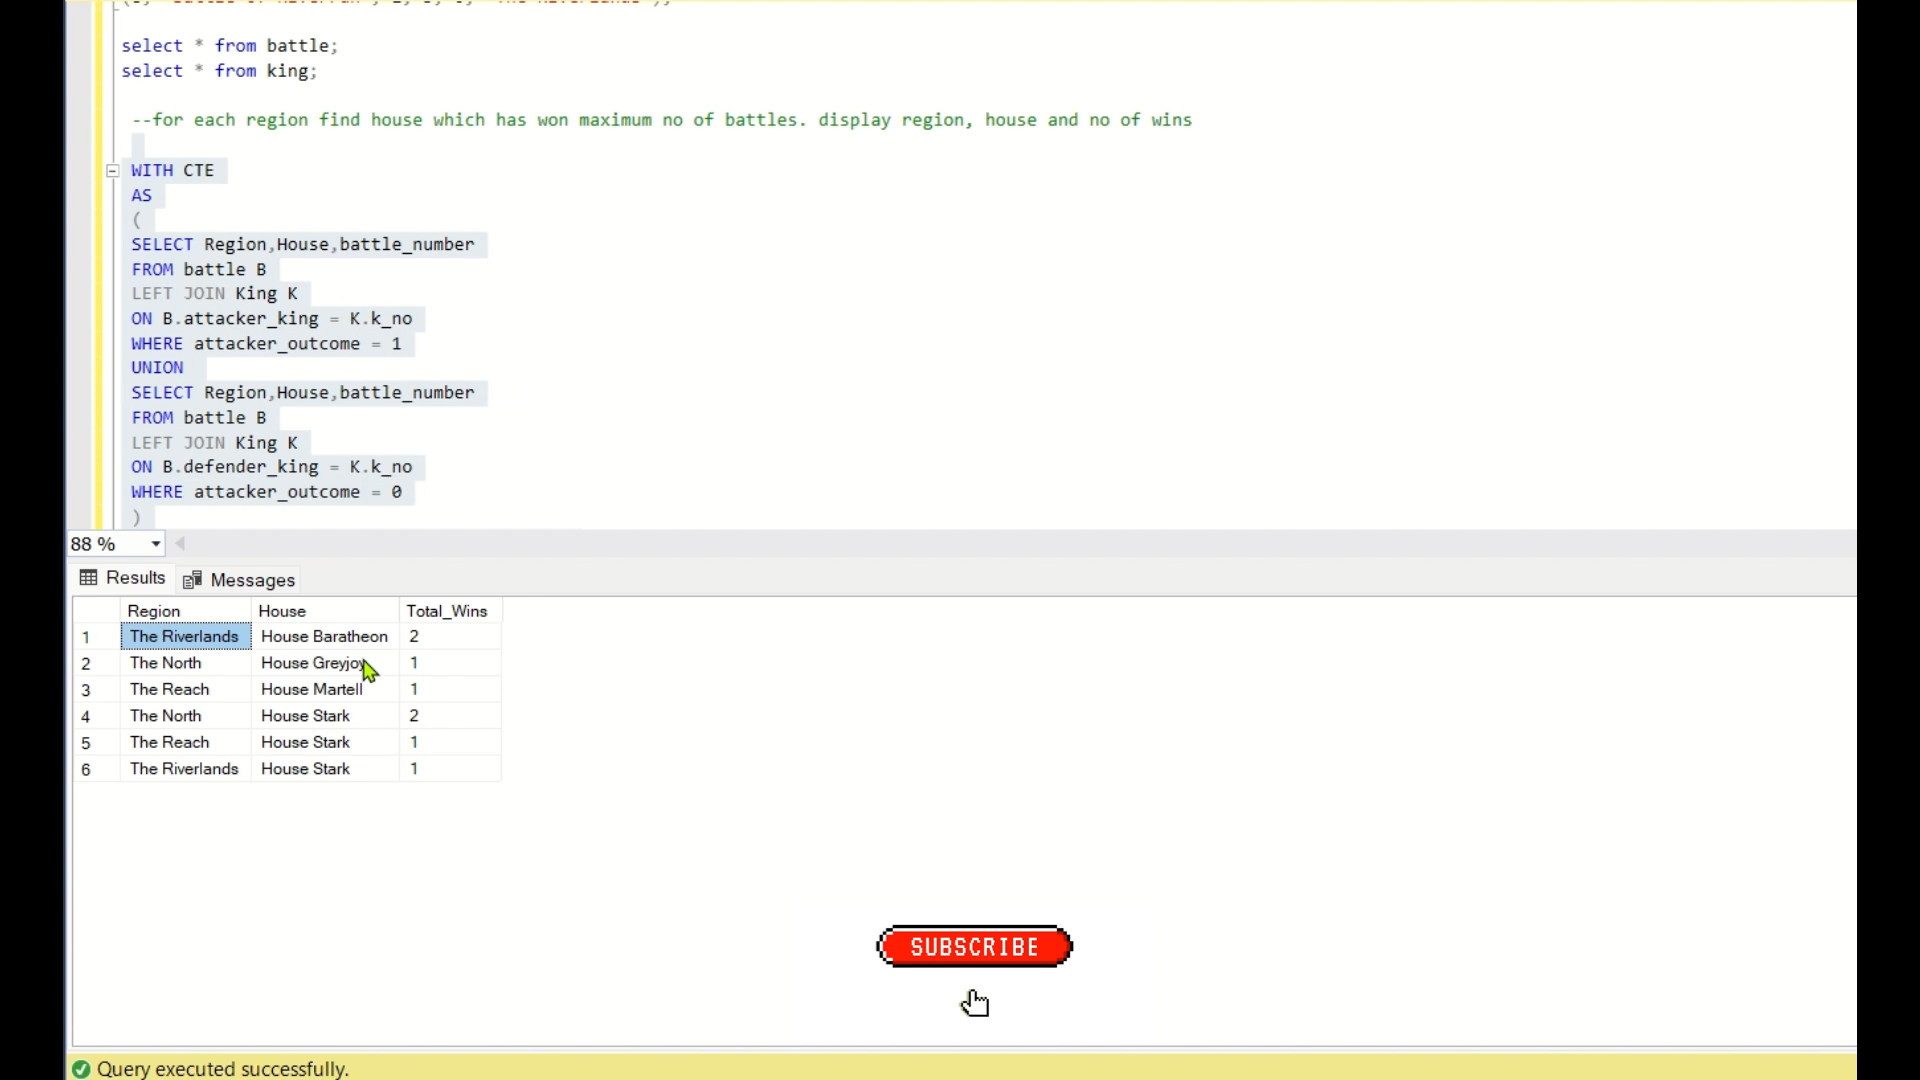 select * from battle;
select * from king;
--for each region find house which has won maximum no of battles. display region, house and no of wins
WITH CTE
AS
(
SELECT Region,House,battle_number
FROM battle B
LEFT JOIN King K
ON B.attacker_king = K.k_no
WHERE attacker_outcome = 1
UNION
SELECT Region,House,battle_number
FROM battle B
LEFT JOIN King K
ON B.defender_king = K.k_no
WHERE attacker_outcome = 0
)
88 %
Results Messages
Region House Total_Wins
1 The Riverlands House Baratheon 2
2 The North House Greyjoy 1
3 The Reach House Martell 1
4 The North House Stark 2
5 The Reach House Stark 1
6 The Riverlands House Stark 1
SUBSCRIBE
Query executed successfully.